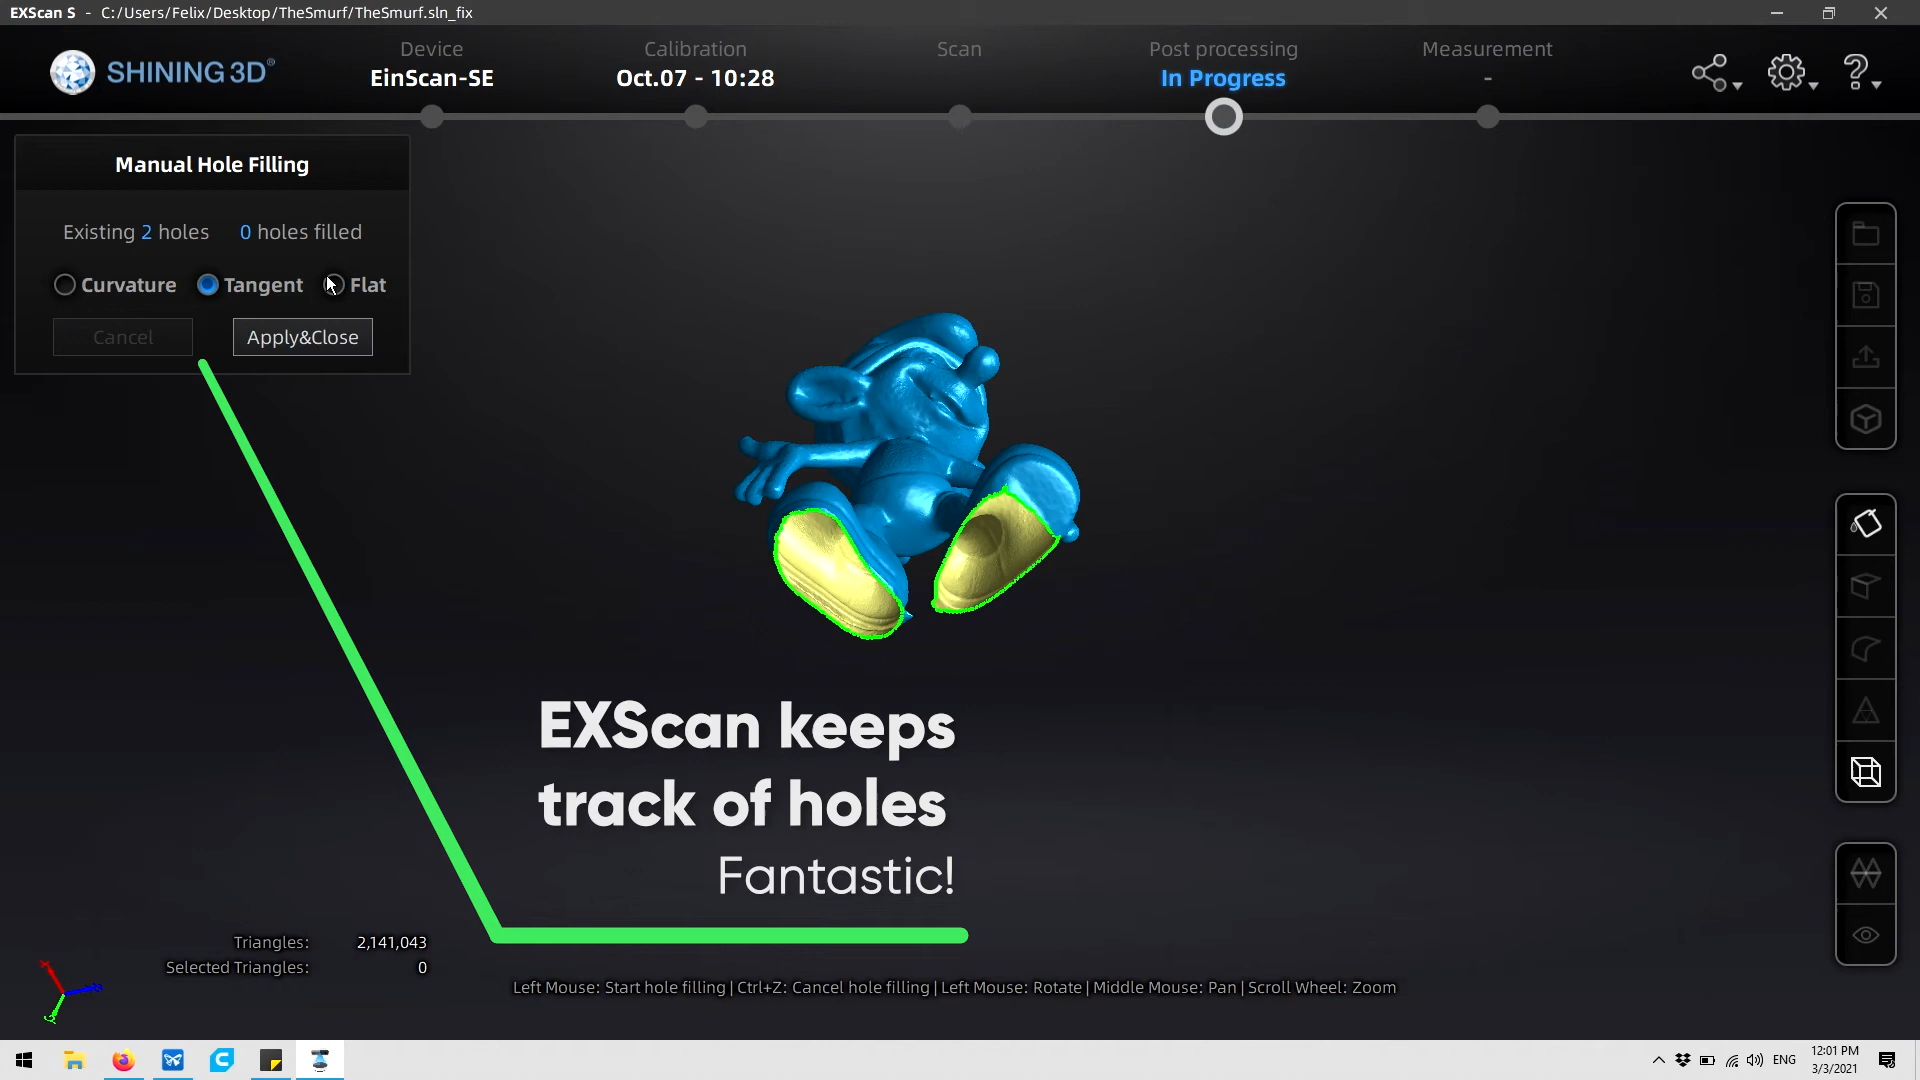 EXScan S - C:/Users/Felix/Desktop/TheSmurf/TheSmurf.sln_fix
SHINING 3D®
Device
EinScan-SE
Calibration
Oct.07 - 10:28
Scan
Post processing
In Progress
Measurement
-
Manual Hole Filling
Existing 2 holes 0 holes filled
Curvature Tangent Flat
Cancel Apply&Close
EXScan keeps
track of holes
Fantastic!
Triangles: 2,141,043
Selected Triangles: 0
Left Mouse: Start hole filling | Ctrl+Z: Cancel hole filling | Left Mouse: Rotate | Middle Mouse: Pan | Scroll Wheel: Zoom
ENG
12:01 PM
3/3/2021